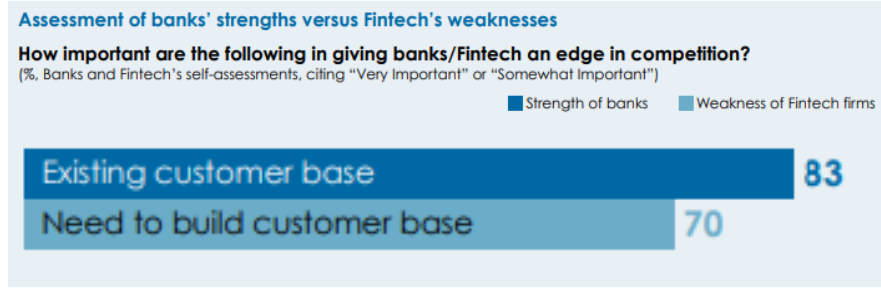 Assessment of banks’ strengths versus Fintech’s weaknesses
How important are the following in giving banks/Fintech an edge in competition?
(%, Banks and Fintech’s self-assessments, citing “Very Important” or “Somewhat Important”)
Strength of banks Weakness of Fintech firms
Existing customer base 83
Need to build customer base 70